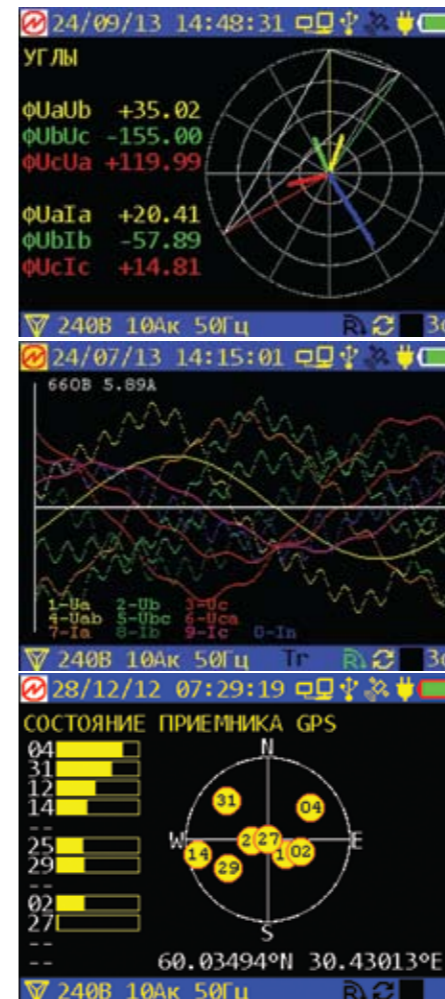 24/09/13 14:48:31
УГЛЫ
φUaUb +35.02
φUbUc -155.00
φUcUa +119.99
φUaIa +20.41
φUbIb -57.89
φUcIc +14.81
240В 10Ак 50Гц R 3с
24/07/13 14:15:01
660В 5.89А
1-Ua 2-Ub 3-Uc
4-Uab 5-Ubc 6-Uca
7-Ia 8-Ib 9-Ic 0-In
240В 10Ак 50Гц Tr R 3с
28/12/12 07:29:19
СОСТОЯНИЕ ПРИЕМНИКА GPS
04
31
12
14
--
25
29
--
02
27
--
--
N
31
04
W
E
2
27
14
1
02
29
S
60.03494°N 30.43013°E
240В 10Ак 50Гц R